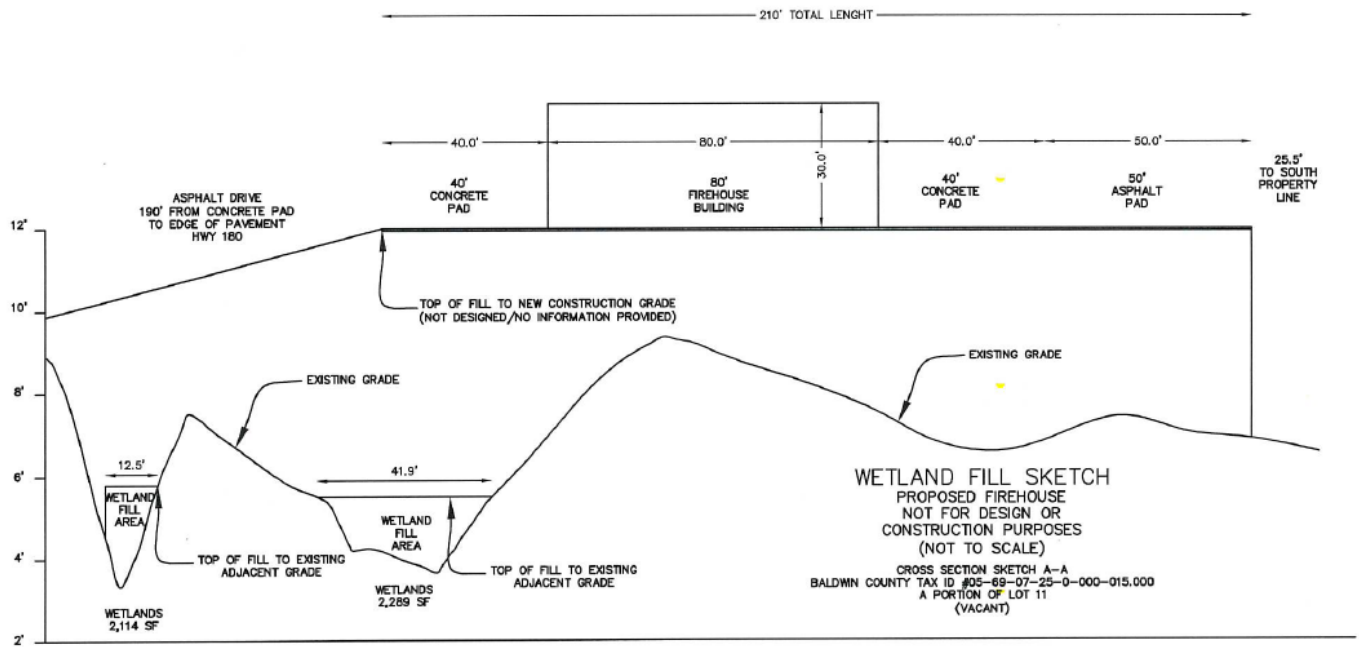 210' TOTAL LENGHT
40.0'
80.0'
30.0'
40.0'
50.0'
25.5'
TO SOUTH
PROPERTY
LINE
ASPHALT DRIVE
190' FROM CONCRETE PAD
TO EDGE OF PAVEMENT
HWY 180
40'
CONCRETE
PAD
80'
FIREHOUSE
BUILDING
40'
CONCRETE
PAD
50'
ASPHALT
PAD
12'
10'
8'
6'
4'
2'
TOP OF FILL TO NEW CONSTRUCTION GRADE
(NOT DESIGNED/NO INFORMATION PROVIDED)
EXISTING GRADE
EXISTING GRADE
12.5'
WETLAND
FILL
AREA
41.9'
WETLAND
FILL
AREA
TOP OF FILL TO EXISTING
ADJACENT GRADE
TOP OF FILL TO EXISTING
ADJACENT GRADE
WETLANDS
2,114 SF
WETLANDS
2,289 SF
WETLAND FILL SKETCH
PROPOSED FIREHOUSE
NOT FOR DESIGN OR
CONSTRUCTION PURPOSES
(NOT TO SCALE)
CROSS SECTION SKETCH A-A
BALDWIN COUNTY TAX ID #05-69-07-25-0-000-015.000
A PORTION OF LOT 11
(VACANT)